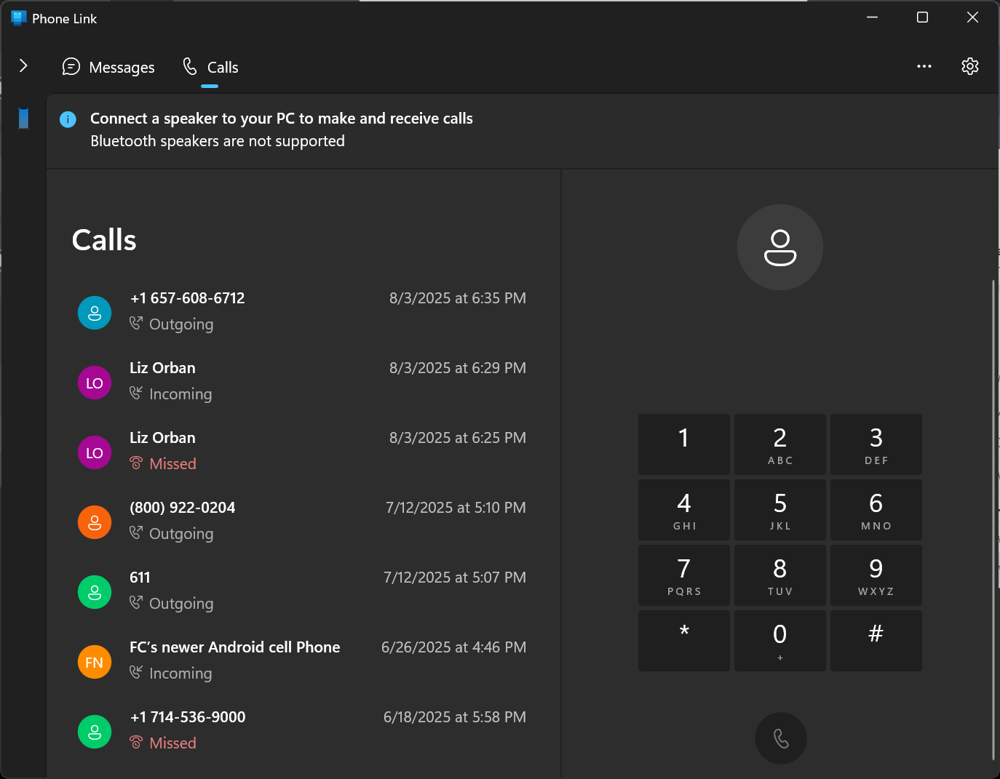 Phone Link
Messages
Calls
Connect a speaker to your PC to make and receive calls
Bluetooth speakers are not supported
Calls
+1 657-608-6712 8/3/2025 at 6:35 PM
Outgoing
LO
Liz Orban 8/3/2025 at 6:29 PM
Incoming
LO
Liz Orban 8/3/2025 at 6:25 PM
Missed
(800) 922-0204 7/12/2025 at 5:10 PM
Outgoing
611 7/12/2025 at 5:07 PM
Outgoing
FN
FC's newer Android cell Phone 6/26/2025 at 4:46 PM
Incoming
+1 714-536-9000 6/18/2025 at 5:58 PM
Missed
1 2 3
ABC DEF
4 5 6
GHI JKL MNO
7 8 9
PQRS TUV WXYZ
* 0 #
+